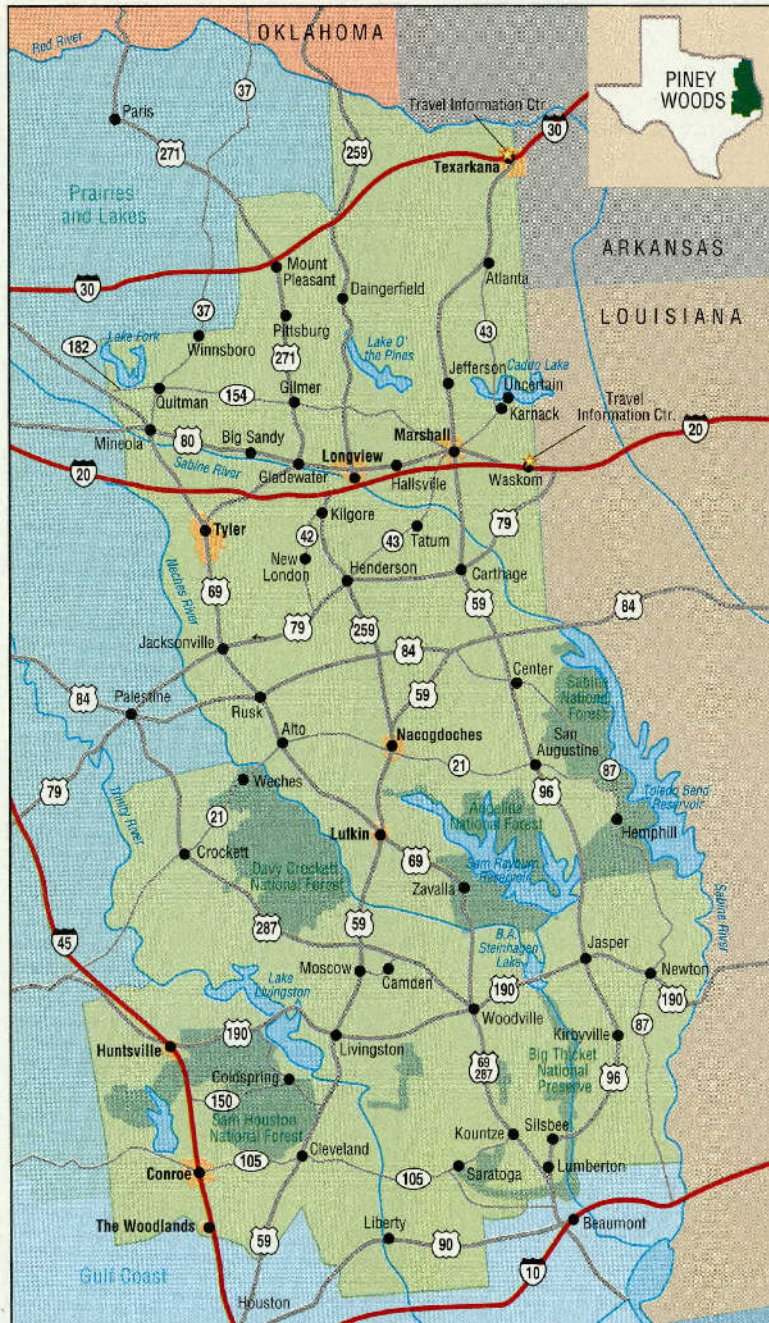 OKLAHOMA
Red River
37
Paris
271
259
Travel Information Ctr.
30
Texarkana
PINEY
WOODS
Prairies
and Lakes
ARKANSAS
30
Mount
Pleasant
Daingerfield
Atlanta
37
Pittsburg
43
LOUISIANA
182
Lake Fork
Winnsboro
271
Lake O'
the Pines
Jefferson
Caddo Lake
Uncertain
Quitman
154
Gilmer
Karnack
Travel
Information Ctr.
Mineola
80
Big Sandy
Longview
Marshall
20
Sabine River
20
Gladewater
Hallsville
Waskom
Tyler
Kilgore
42
43
Tatum
79
New
London
Henderson
Carthage
Neches River
69
59
84
79
259
Jacksonville
84
84
Palestine
Rusk
59
Center
Sabine
National
Forest
Alto
Nacogdoches
San
Augustine
21
87
79
Trinity River
Weches
96
Toledo Bend
Reservoir
21
Angelina
National Forest
Hemphill
Lufkin
Crockett
69
Sam Rayburn
Reservoir
Davy Crockett
National Forest
Zavalla
287
59
Sabine River
45
B.A.
Steinhagen
Lake
Jasper
Moscow
Camden
Newton
Lake
Livingston
190
190
190
Woodville
87
Huntsville
Livingston
Kirbyville
69
287
Big Thicket
National
Preserve
Coldspring
96
150
Sam Houston
National Forest
Kountze
Silsbee
Cleveland
105
105
Saratoga
Lumberton
Conroe
The Woodlands
Liberty
Beaumont
59
90
Gulf Coast
10
Houston